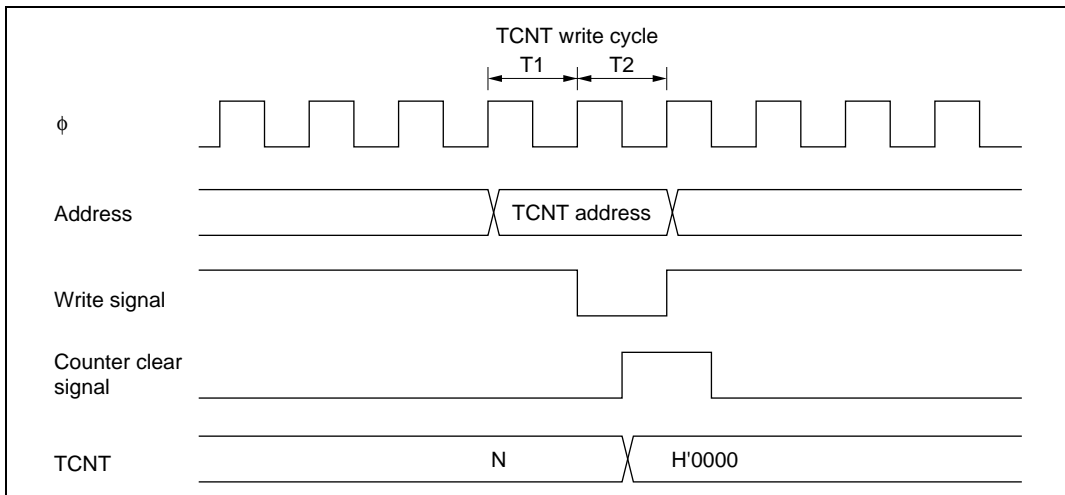 TCNT write cycle
T1 T2
ϕ
Address
TCNT address
Write signal
Counter clear
signal
TCNT
N
H'0000